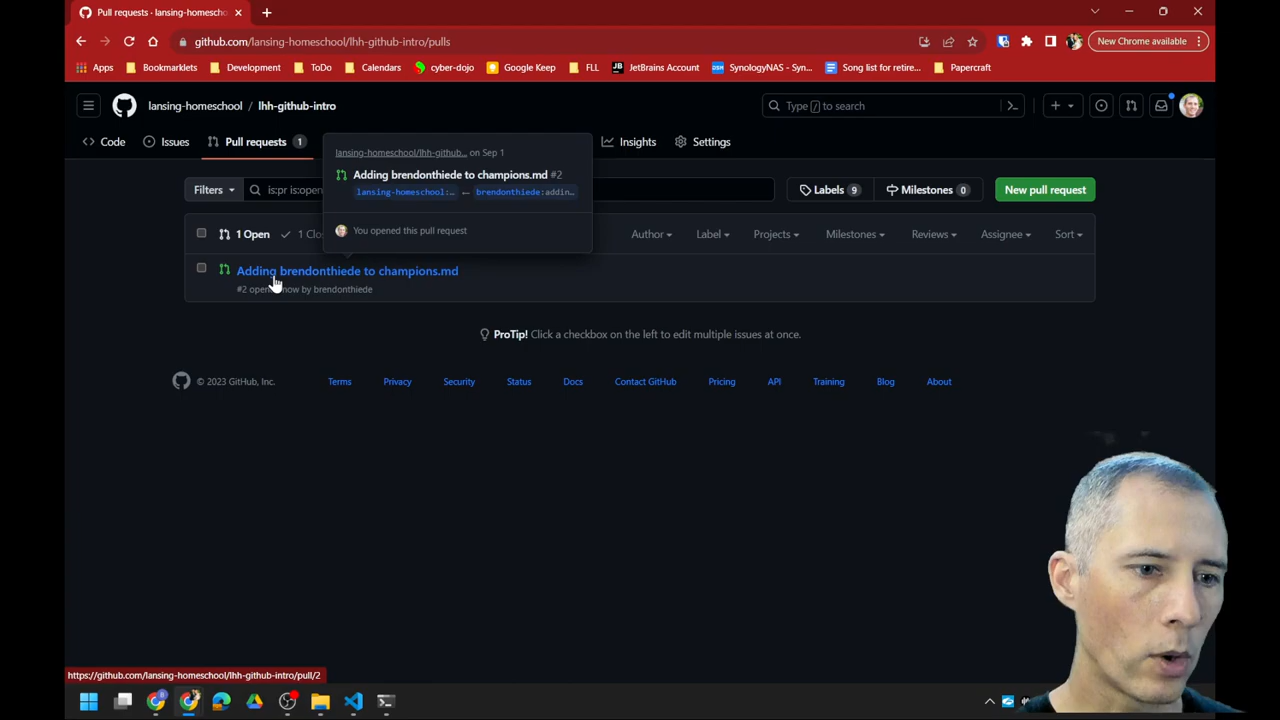 Pull requests · lansing-homescho
github.com/lansing-homeschool/lhh-github-intro/pulls
New Chrome available
Apps
Bookmarklets
Development
ToDo
Calendars
cyber-dojo
Google Keep
FLL
JetBrains Account
SynologyNAS - Syn...
Song list for retire...
Papercraft
lansing-homeschool / lhh-github-intro
Type / to search
Code
Issues
Pull requests 1
Insights
Settings
lansing-homeschool/lhh-github... on Sep 1
Adding brendonthiede to champions.md #2
lansing-homeschool:... ← brendonthiede:addin...
You opened this pull request
Filters
is:pr is:open
Labels 9
Milestones 0
New pull request
1 Open
1 Clo
Author
Label
Projects
Milestones
Reviews
Assignee
Sort
Adding brendonthiede to champions.md
#2 open now by brendonthiede
ProTip! Click a checkbox on the left to edit multiple issues at once.
© 2023 GitHub, Inc.
Terms
Privacy
Security
Status
Docs
Contact GitHub
Pricing
API
Training
Blog
About
https://github.com/lansing-homeschool/lhh-github-intro/pull/2